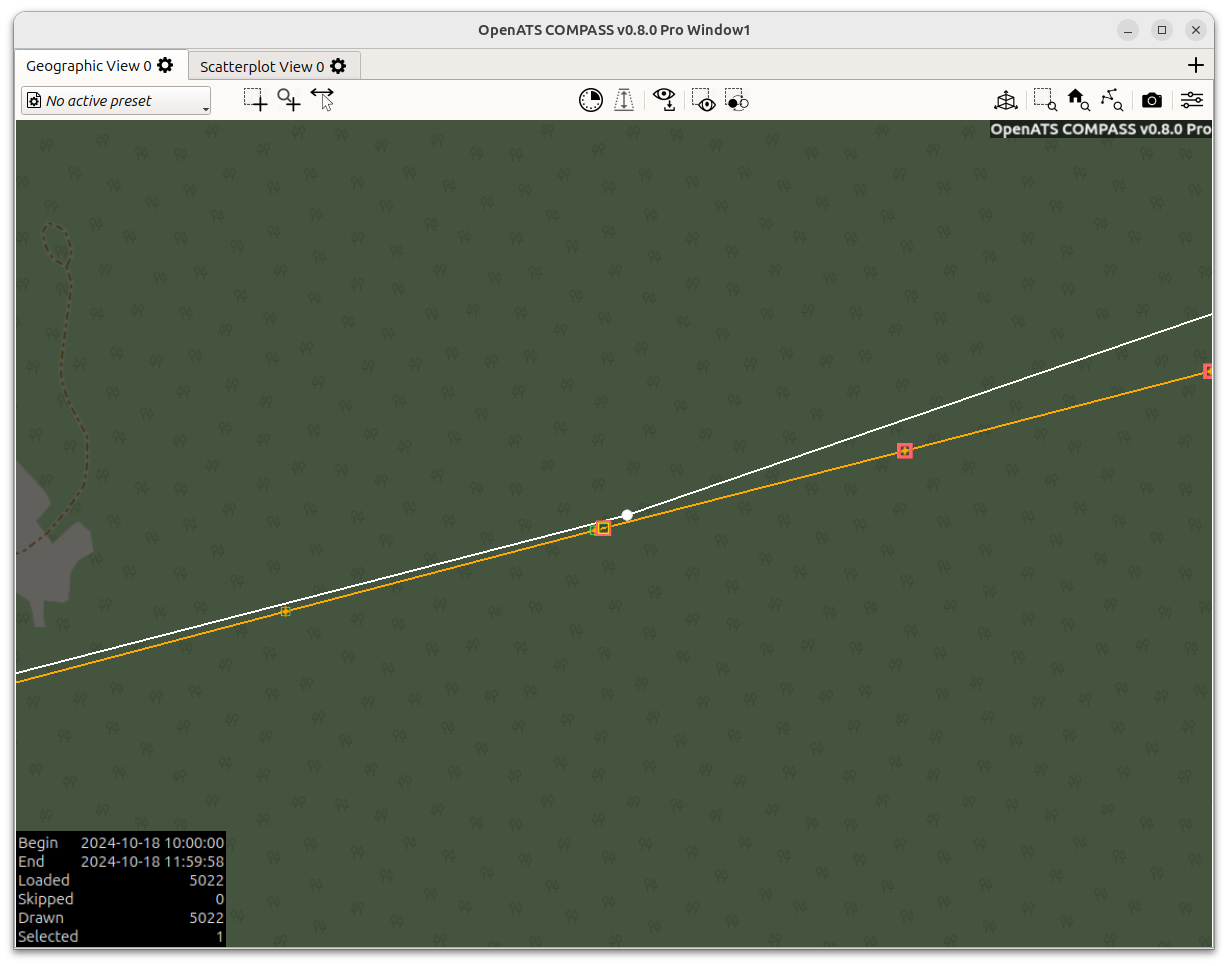 OpenATS COMPASS v0.8.0 Pro Window1
Geographic View 0
Scatterplot View 0
No active preset
OpenATS COMPASS v0.8.0 Pro
Begin 2024-10-18 10:00:00
End 2024-10-18 11:59:58
Loaded 5022
Skipped 0
Drawn 5022
Selected 1